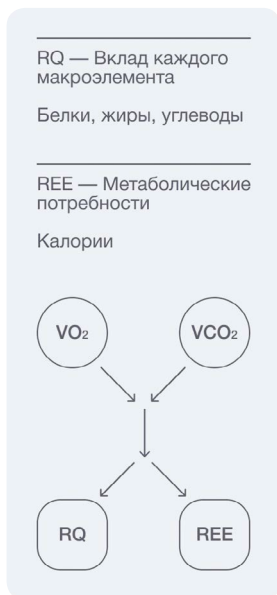 RQ — Вклад каждого
макроэлемента
Белки, жиры, углеводы
REE — Метаболические
потребности
Калории
VO₂
VCO₂
RQ
REE